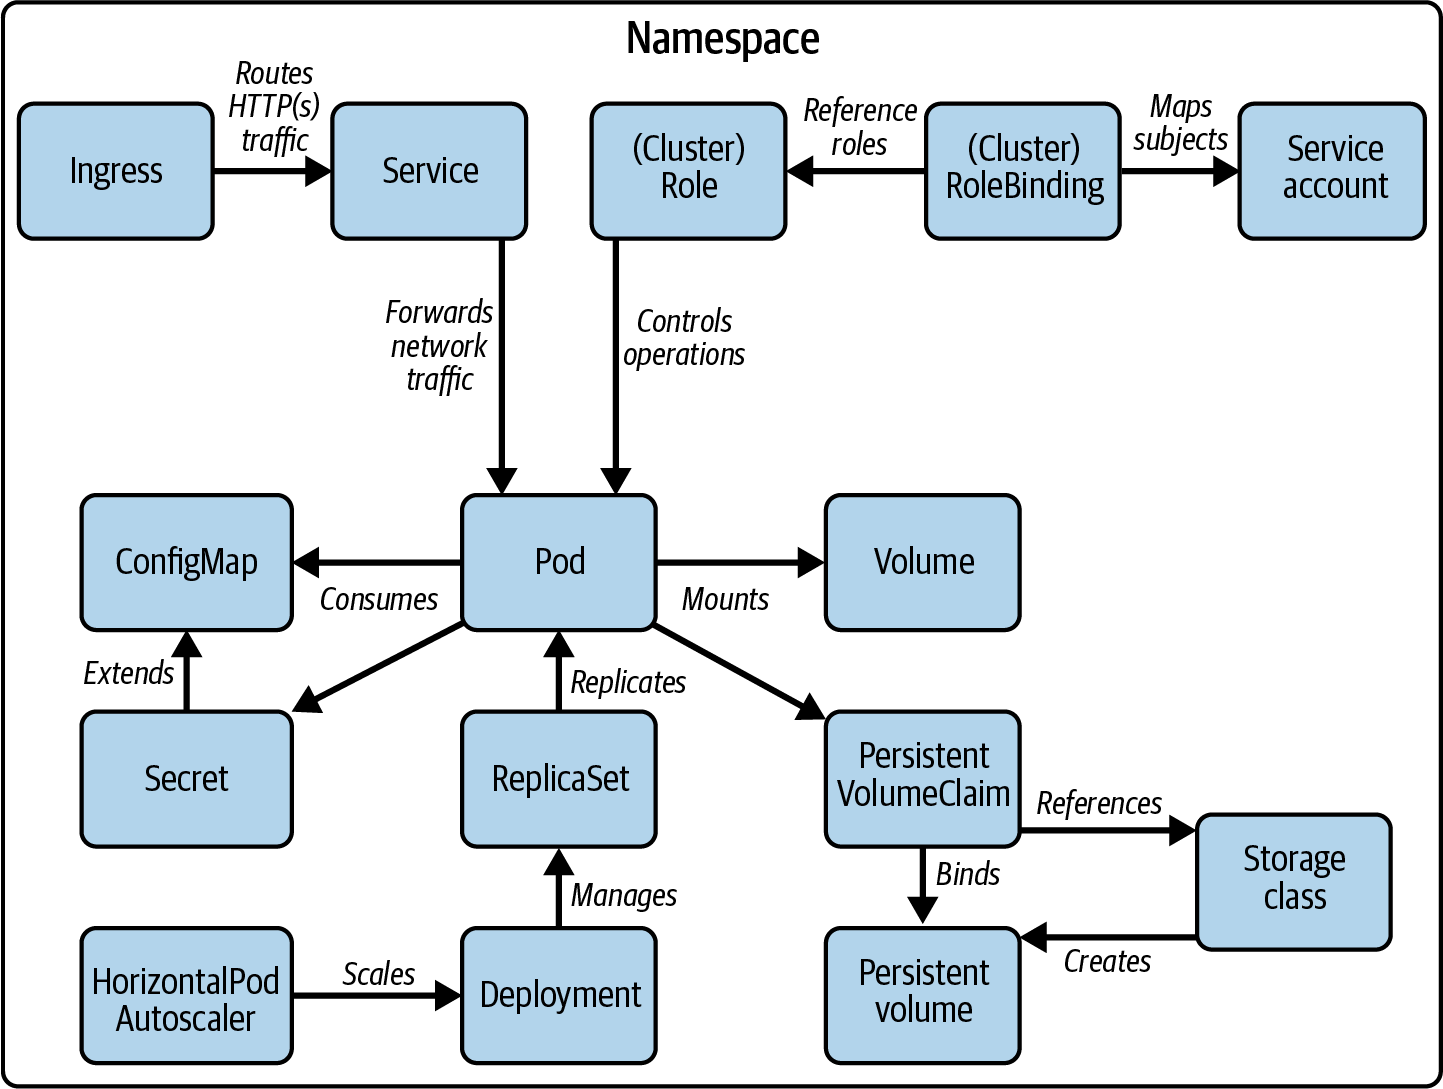 Namespace
Routes
HTTP(s)
traffic
Ingress
Service
(Cluster)
Role
Reference
roles
(Cluster)
RoleBinding
Maps
subjects
Service
account
Forwards
network
traffic
Controls
operations
ConfigMap
Consumes
Pod
Mounts
Volume
Extends
Replicates
Secret
ReplicaSet
Persistent
VolumeClaim
References
Storage
class
Manages
Binds
Creates
HorizontalPod
Autoscaler
Scales
Deployment
Persistent
volume